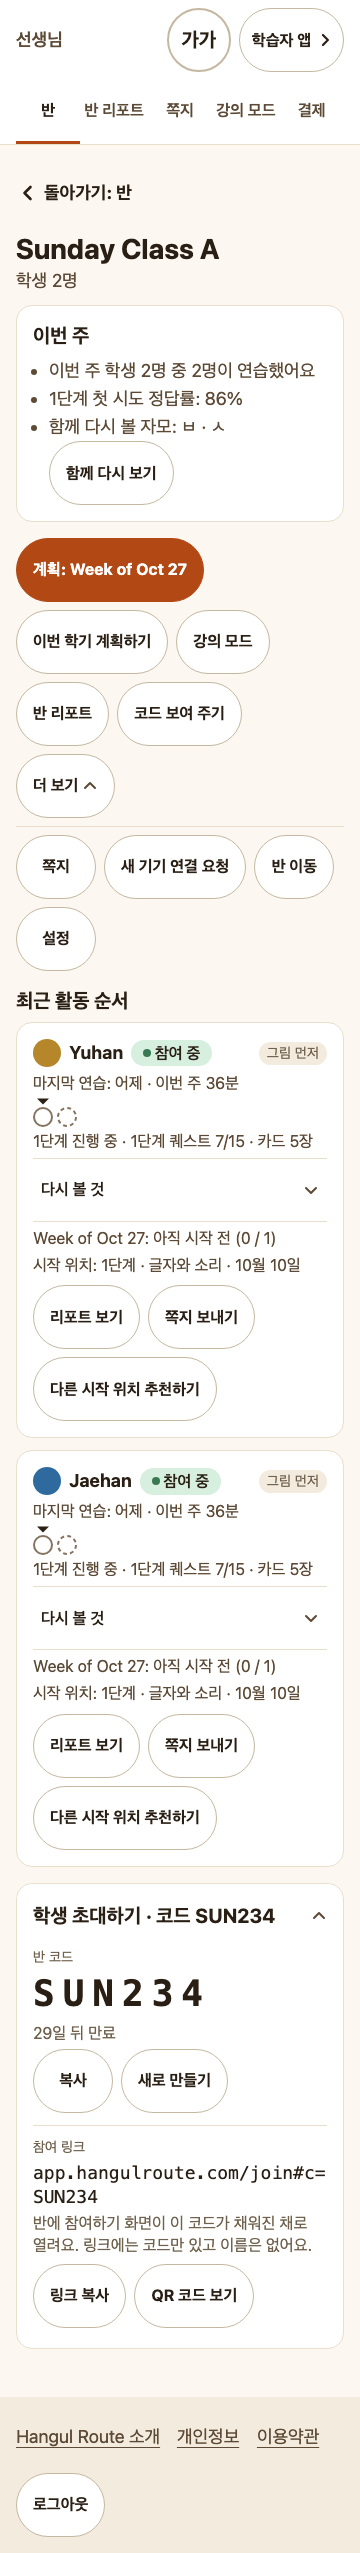 선생님
가가
학습자 앱
반
반 리포트
쪽지
강의 모드
결제
돌아가기: 반
Sunday Class A
학생 2명
이번 주
이번 주 학생 2명 중 2명이 연습했어요
1단계 첫 시도 정답률: 86%
함께 다시 볼 자모: ㅂ · ㅅ
함께 다시 보기
계획: Week of Oct 27
이번 학기 계획하기
강의 모드
반 리포트
코드 보여 주기
더 보기
쪽지
새 기기 연결 요청
반 이동
설정
최근 활동 순서
Yuhan
참여 중
그림 먼저
마지막 연습: 어제 · 이번 주 36분
1단계 진행 중 · 1단계 퀘스트 7/15 · 카드 5장
다시 볼 것
Week of Oct 27: 아직 시작 전 (0 / 1)
시작 위치: 1단계 · 글자와 소리 · 10월 10일
리포트 보기
쪽지 보내기
다른 시작 위치 추천하기
Jaehan
참여 중
그림 먼저
마지막 연습: 어제 · 이번 주 36분
1단계 진행 중 · 1단계 퀘스트 7/15 · 카드 5장
다시 볼 것
Week of Oct 27: 아직 시작 전 (0 / 1)
시작 위치: 1단계 · 글자와 소리 · 10월 10일
리포트 보기
쪽지 보내기
다른 시작 위치 추천하기
학생 초대하기 · 코드 SUN234
반 코드
SUN234
29일 뒤 만료
복사
새로 만들기
참여 링크
app.hangulroute.com/join#c=
SUN234
반에 참여하기 화면이 이 코드가 채워진 채로
열려요. 링크에는 코드만 있고 이름은 없어요.
링크 복사
QR 코드 보기
Hangul Route 소개
개인정보
이용약관
로그아웃